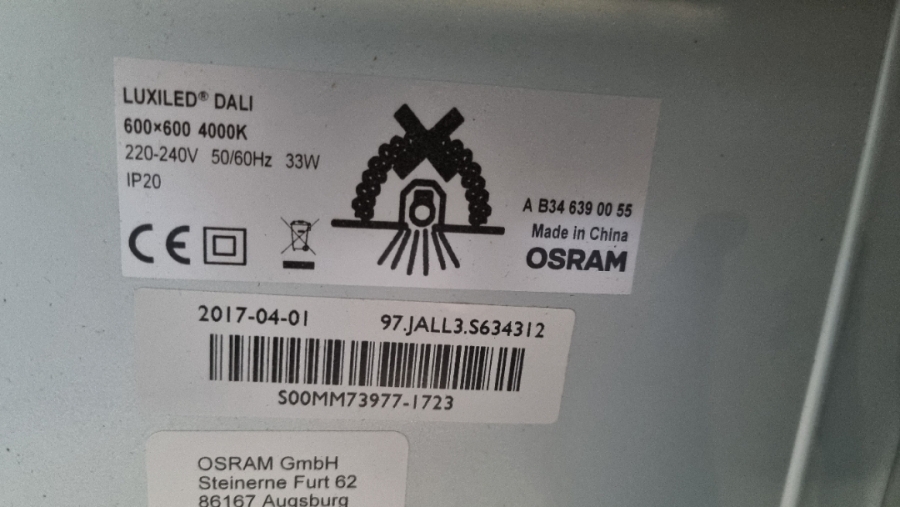 LUXILED® DALI
600×600 4000K
220-240V 50/60Hz 33W
IP20
CE
A B34 639 00 55
Made in China
OSRAM
2017-04-01 97.JALL3.S634312
S00MM73977-1723
OSRAM GmbH
Steinerne Furt 62
86167 Augsburg